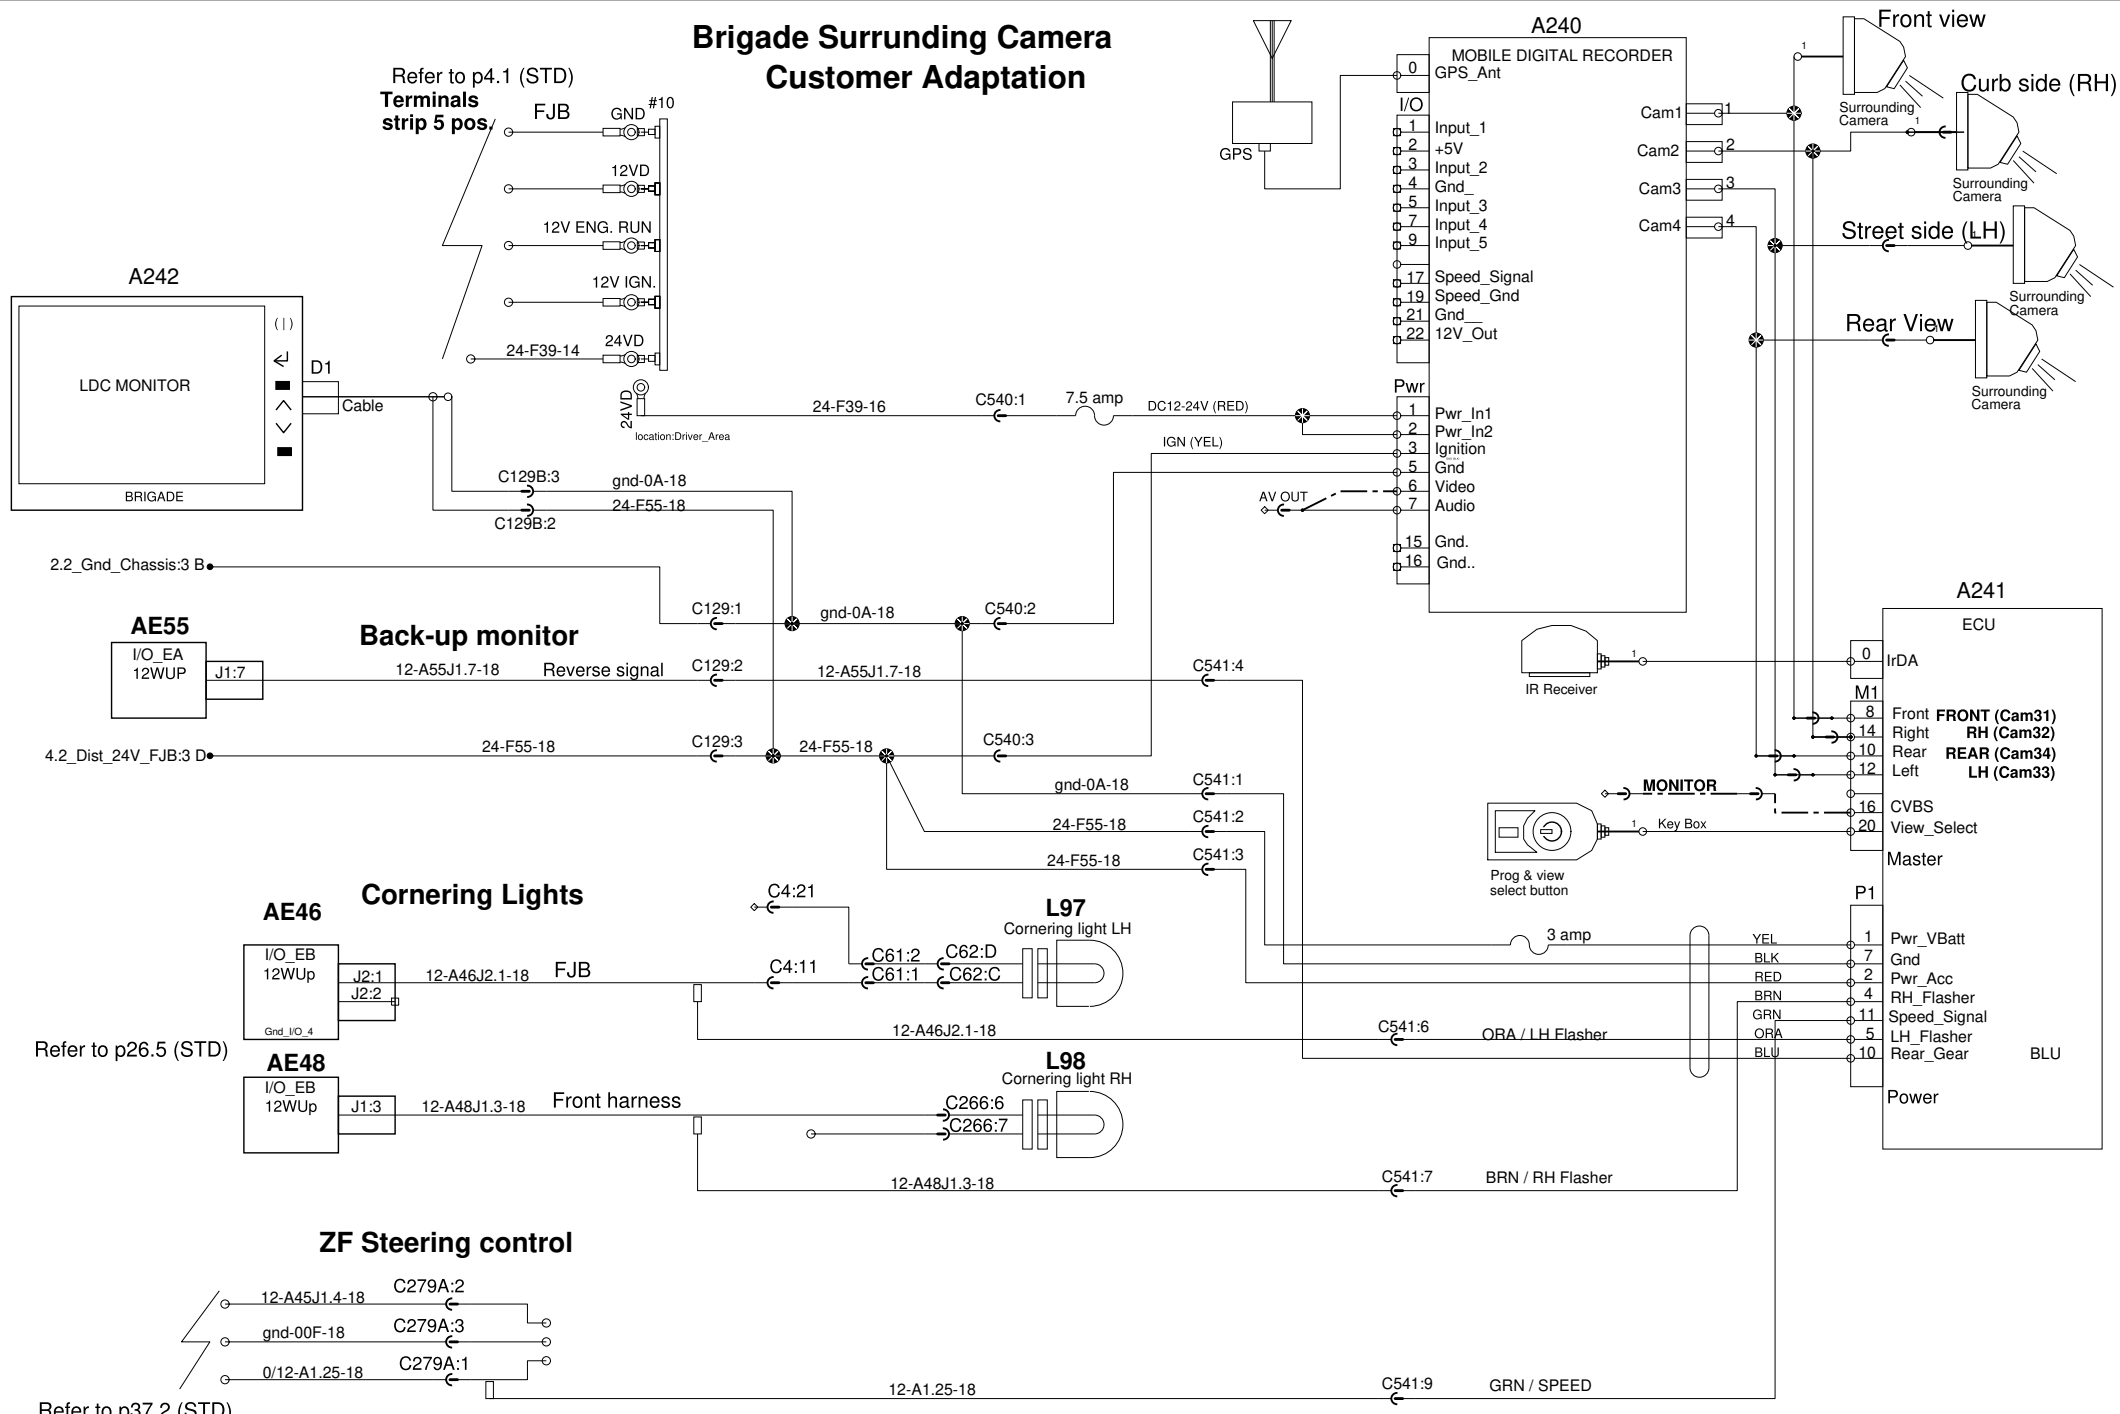 Brigade Surrunding Camera
Customer Adaptation
Refer to p4.1 (STD)
Terminals
strip 5 pos.
FJB
#10
GND
12VD
12V ENG. RUN
12V IGN.
24VD
24-F39-14
24VD
location:Driver_Area
24-F39-16
C540:1
7.5 amp
DC12-24V (RED)
IGN (YEL)
A242
LDC MONITOR
( | )
BRIGADE
D1
Cable
C129B:3
gnd-0A-18
24-F55-18
C129B:2
GPS
A240
MOBILE DIGITAL RECORDER
0
GPS_Ant
I/O
1 Input_1
2 +5V
3 Input_2
4 Gnd_
5 Input_3
7 Input_4
9 Input_5
17 Speed_Signal
19 Speed_Gnd
21 Gnd__
22 12V_Out
Pwr
1 Pwr_In1
2 Pwr_In2
3 Ignition
5 Gnd
6 Video
7 Audio
15 Gnd.
16 Gnd..
AV OUT
Cam1 1
Cam2 2
Cam3 3
Cam4 4
Front view
1
Surrounding
Camera
Curb side (RH)
1
Surrounding
Camera
Street side (LH)
Surrounding
Camera
Rear View
Surrounding
Camera
2.2_Gnd_Chassis:3 B
C129:1
gnd-0A-18
C540:2
AE55
I/O_EA
12WUP
J1:7
Back-up monitor
12-A55J1.7-18
Reverse signal
C129:2
12-A55J1.7-18
C541:4
4.2_Dist_24V_FJB:3 D
24-F55-18
C129:3
24-F55-18
C540:3
gnd-0A-18
C541:1
24-F55-18
C541:2
24-F55-18
C541:3
IR Receiver
1
A241
ECU
0
IrDA
M1
8 Front FRONT (Cam31)
14 Right RH (Cam32)
10 Rear REAR (Cam34)
12 Left LH (Cam33)
MONITOR
16 CVBS
20 View_Select
1
Key Box
Prog & view
select button
Master
P1
3 amp
YEL 1 Pwr_VBatt
BLK 7 Gnd
RED 2 Pwr_Acc
BRN 4 RH_Flasher
GRN 11 Speed_Signal
ORA 5 LH_Flasher
BLU 10 Rear_Gear
BLU
Power
Cornering Lights
AE46
I/O_EB
12WUp
J2:1
J2:2
Gnd_I/O_4
12-A46J2.1-18
FJB
C4:21
C4:11
C61:2
C61:1
C62:D
C62:C
L97
Cornering light LH
12-A46J2.1-18
C541:6
ORA / LH Flasher
Refer to p26.5 (STD)
AE48
I/O_EB
12WUp
J1:3
12-A48J1.3-18
Front harness
C266:6
C266:7
L98
Cornering light RH
12-A48J1.3-18
C541:7
BRN / RH Flasher
ZF Steering control
12-A45J1.4-18
C279A:2
gnd-00F-18
C279A:3
0/12-A1.25-18
C279A:1
12-A1.25-18
C541:9
GRN / SPEED
Refer to p37.2 (STD)